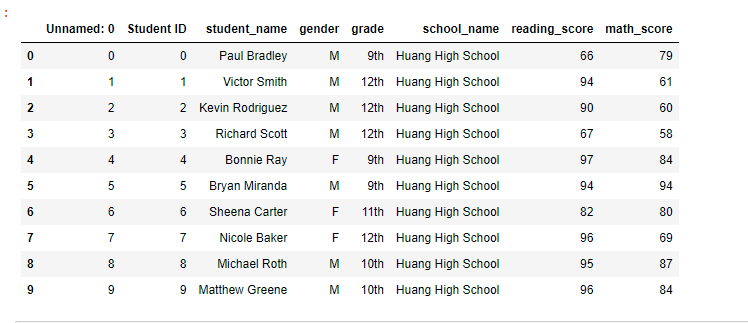 :
Unnamed: 0 Student ID student_name gender grade school_name reading_score math_score
0 0 0 Paul Bradley M 9th Huang High School 66 79
1 1 1 Victor Smith M 12th Huang High School 94 61
2 2 2 Kevin Rodriguez M 12th Huang High School 90 60
3 3 3 Richard Scott M 12th Huang High School 67 58
4 4 4 Bonnie Ray F 9th Huang High School 97 84
5 5 5 Bryan Miranda M 9th Huang High School 94 94
6 6 6 Sheena Carter F 11th Huang High School 82 80
7 7 7 Nicole Baker F 12th Huang High School 96 69
8 8 8 Michael Roth M 10th Huang High School 95 87
9 9 9 Matthew Greene M 10th Huang High School 96 84